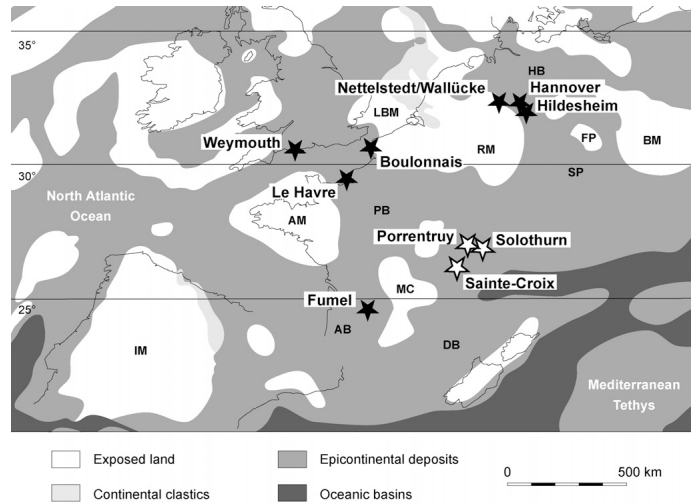 35°
HB
Nettelstedt/Wallücke
Hannover
Hildesheim
LBM
Weymouth
RM
FP
BM
Boulonnais
30°
SP
Le Havre
North Atlantic
Ocean
AM
PB
Porrentruy
Solothurn
Sainte-Croix
MC
Fumel
25°
AB
IM
DB
Mediterranean
Tethys
Exposed land
Epicontinental deposits
0
500 km
Continental clastics
Oceanic basins